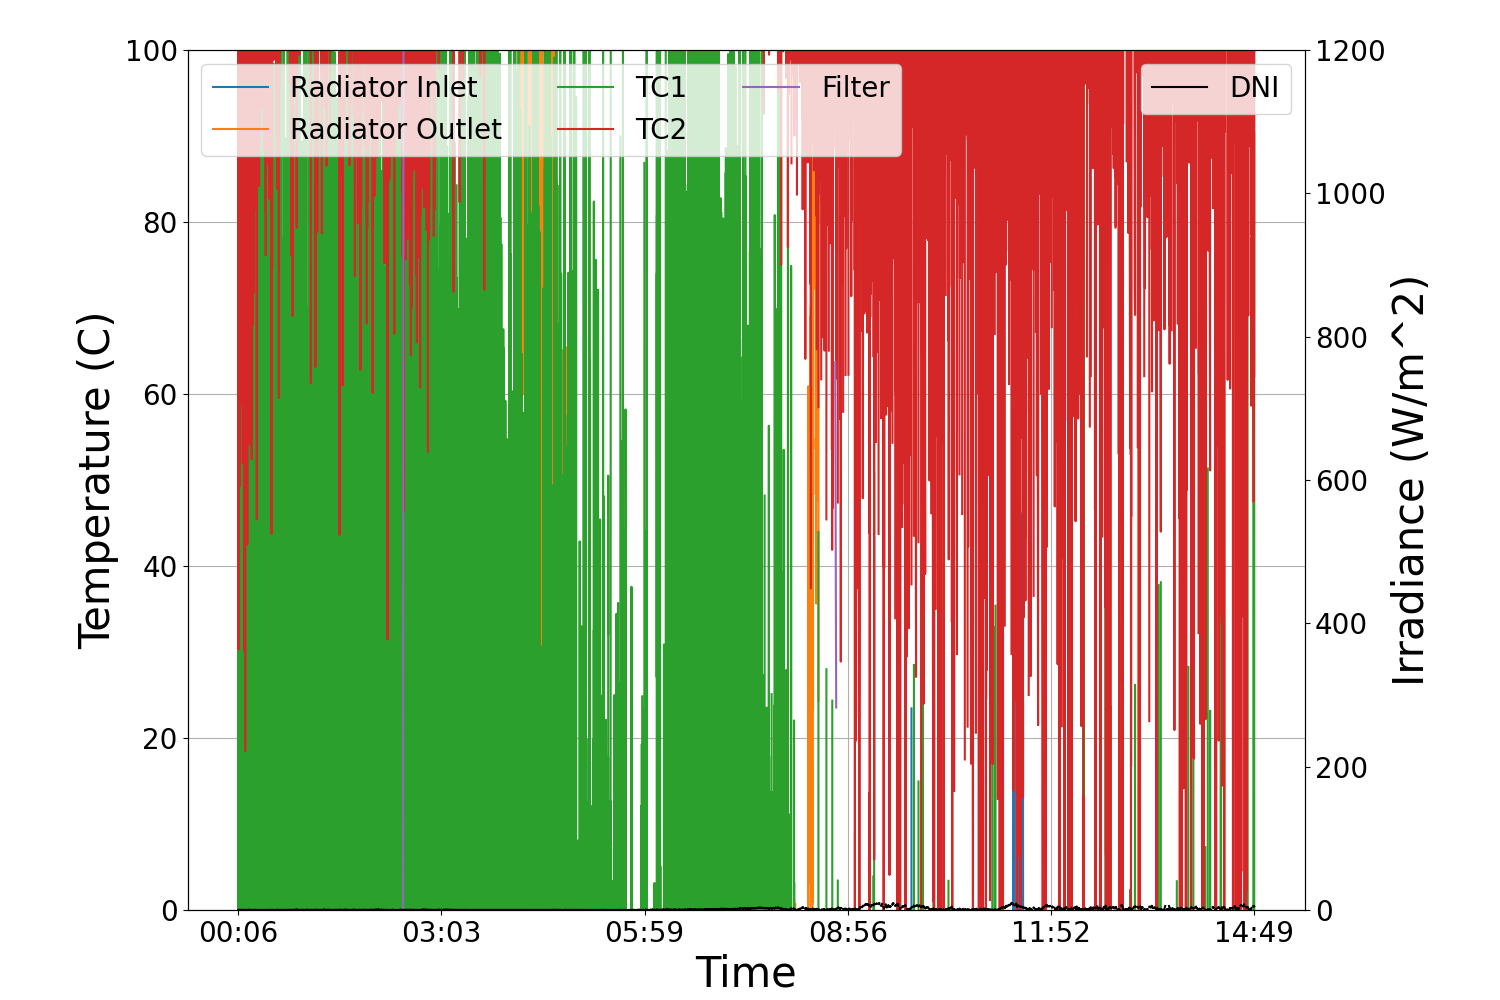 100
80
60
40
20
0
Temperature (C)
Radiator Inlet
Radiator Outlet
TC1
TC2
Filter
DNI
1200
1000
800
600
400
200
0
Irradiance (W/m^2)
00:06 03:03 05:59 08:56 11:52 14:49
Time